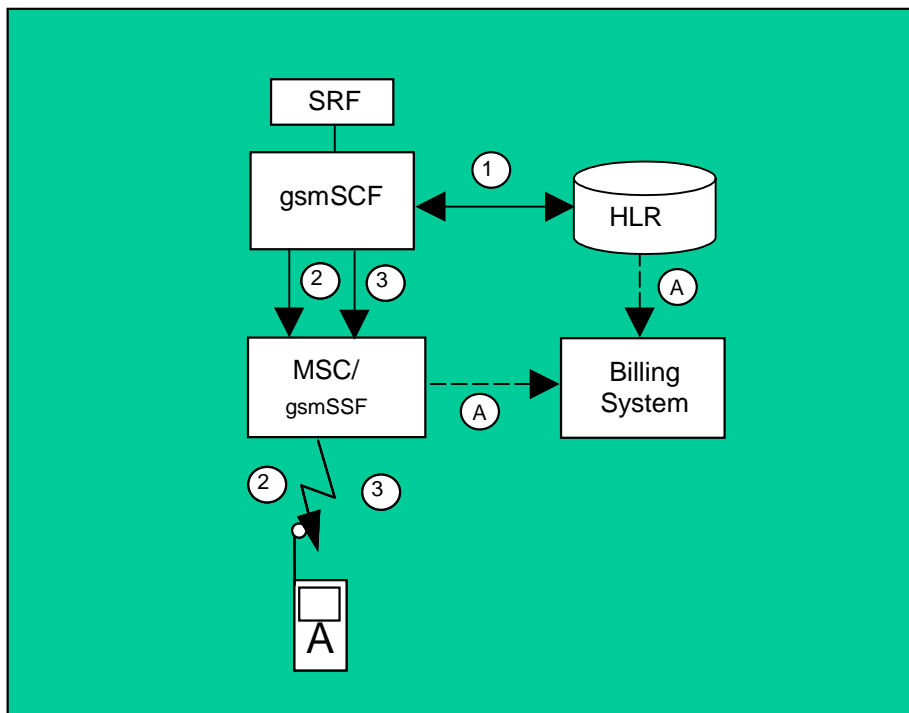 SRF
1
gsmSCF
HLR
2
3
A
MSC/
gsmSSF
Billing
System
A
2
3
A